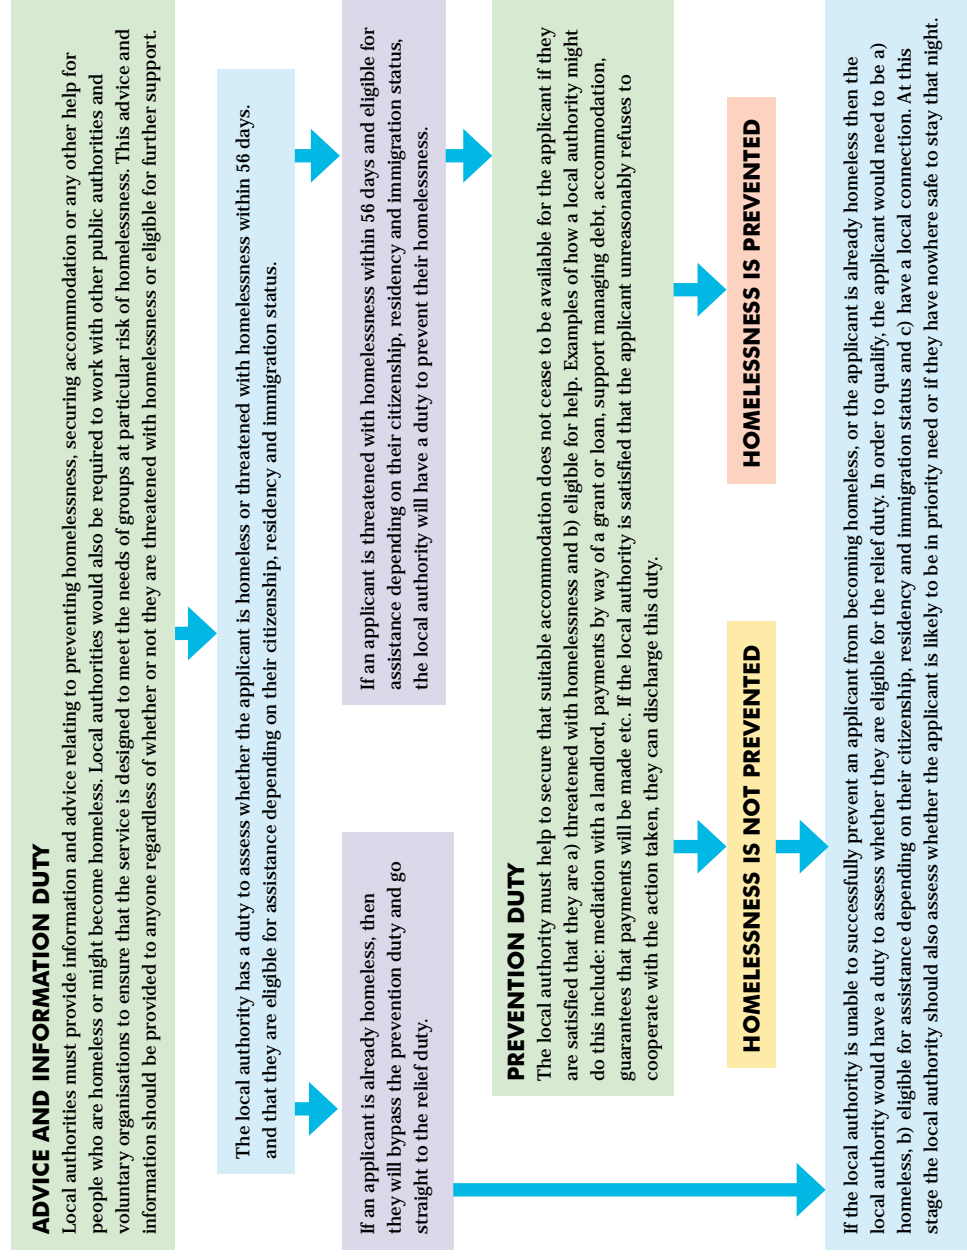 ADVICE AND INFORMATION DUTY
Local authorities must provide information and advice relating to preventing homelessness, securing accommodation or any other help for
people who are homeless or might become homeless. Local authorities would also be required to work with other public authorities and
voluntary organisations to ensure that the service is designed to meet the needs of groups at particular risk of homelessness. This advice and
information should be provided to anyone regardless of whether or not they are threatened with homelessness or eligible for further support.
The local authority has a duty to assess whether the applicant is homeless or threatened with homelessness within 56 days.
and that they are eligible for assistance depending on their citizenship, residency and immigration status.
If an applicant is already homeless, then
they will bypass the prevention duty and go
straight to the relief duty.
If an applicant is threatened with homelessness within 56 days and eligible for
assistance depending on their citizenship, residency and immigration status,
the local authority will have a duty to prevent their homelessness.
PREVENTION DUTY
The local authority must help to secure that suitable accommodation does not cease to be available for the applicant if they
are satisfied that they are a) threatened with homelessness and b) eligible for help. Examples of how a local authority might
do this include: mediation with a landlord, payments by way of a grant or loan, support managing debt, accommodation,
guarantees that payments will be made etc. If the local authority is satisfied that the applicant unreasonably refuses to
cooperate with the action taken, they can discharge this duty.
HOMELESSNESS IS NOT PREVENTED
HOMELESSNESS IS PREVENTED
If the local authority is unable to successfully prevent an applicant from becoming homeless, or the applicant is already homeless then the
local authority would have a duty to assess whether they are eligible for the relief duty. In order to qualify, the applicant would need to be a)
homeless, b) eligible for assistance depending on their citizenship, residency and immigration status and c) have a local connection. At this
stage the local authority should also assess whether the applicant is likely to be in priority need or if they have nowhere safe to stay that night.